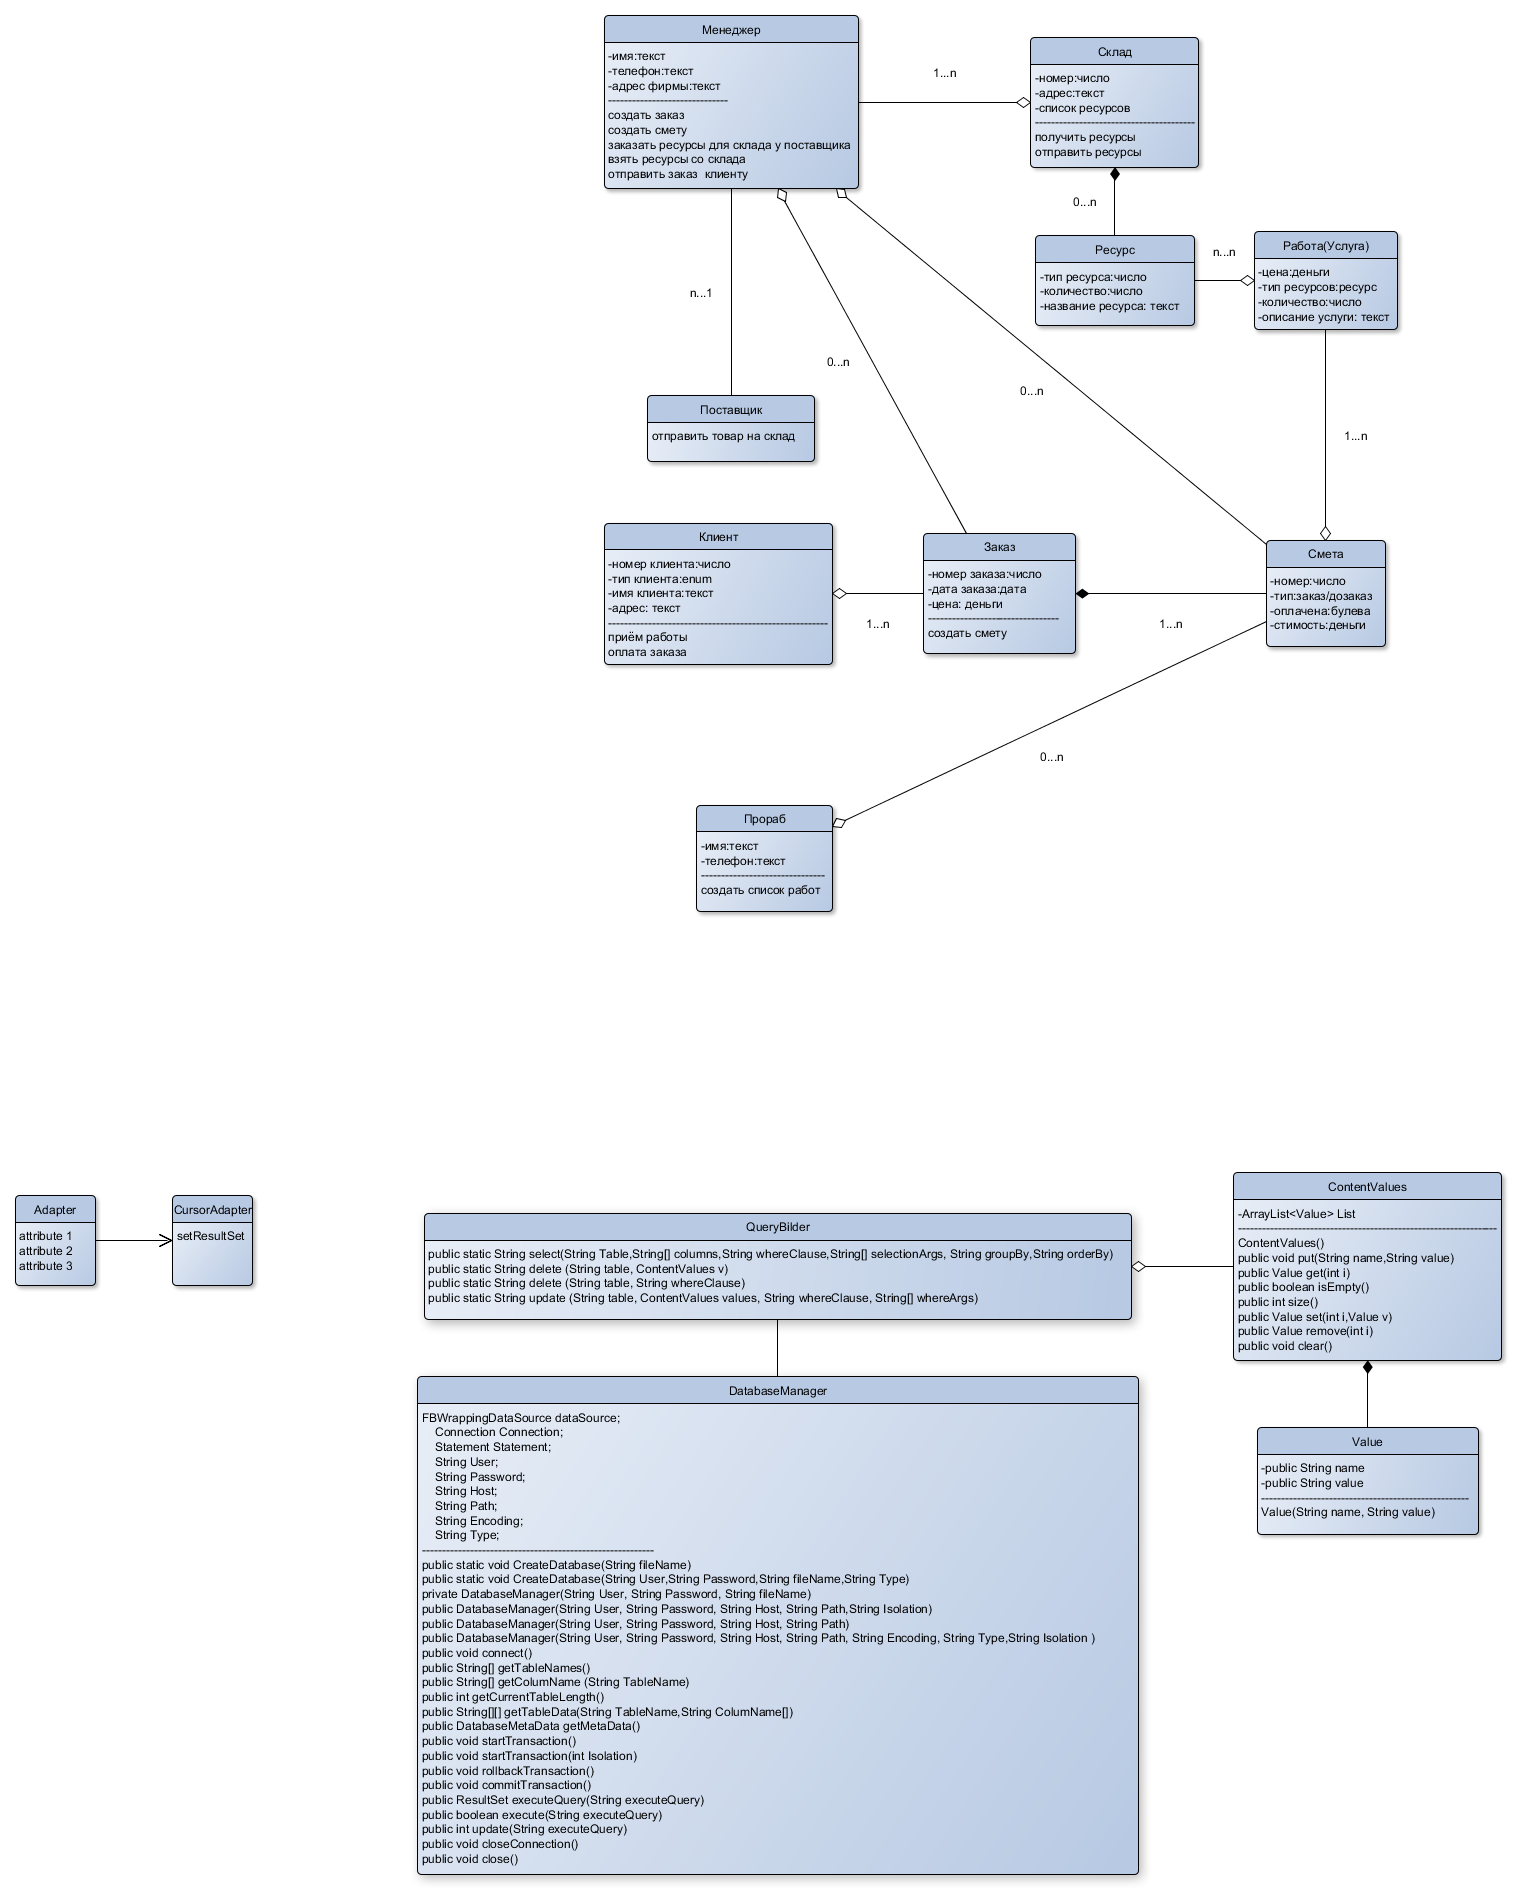 Менеджер
-имя:текст
-телефон:текст
-адрес фирмы:текст
------------------------------
создать заказ
создать смету
заказать ресурсы для склада у поставщика
взять ресурсы со склада
отправить заказ  клиенту
1...n
Склад
-номер:число
-адрес:текст
-список ресурсов
----------------------------------------
получить ресурсы
отправить ресурсы
0...n
Ресурс
-тип ресурса:число
-количество:число
-название ресурса: текст
n...n
Работа(Услуга)
-цена:деньги
-тип ресурсов:ресурс
-количество:число
-описание услуги: текст
n...1
0...n
0...n
1...n
Поставщик
отправить товар на склад
Клиент
-номер клиента:число
-тип клиента:enum
-имя клиента:текст
-адрес: текст
-------------------------------------------------------
приём работы
оплата заказа
1...n
Заказ
-номер заказа:число
-дата заказа:дата
-цена: деньги
---------------------------------
создать смету
1...n
Смета
-номер:число
-тип:заказ/дозаказ
-оплачена:булева
-стимость:деньги
0...n
Прораб
-имя:текст
-телефон:текст
-------------------------------
создать список работ
Adapter
attribute 1
attribute 2
attribute 3
CursorAdapter
setResultSet
QueryBilder
public static String select(String Table,String[] columns,String whereClause,String[] selectionArgs, String groupBy,String orderBy)
public static String delete (String table, ContentValues v)
public static String delete (String table, String whereClause)
public static String update (String table, ContentValues values, String whereClause, String[] whereArgs)
ContentValues
-ArrayList<Value> List
-----------------------------------------------------------------
ContentValues()
public void put(String name,String value)
public Value get(int i)
public boolean isEmpty()
public int size()
public Value set(int i,Value v)
public Value remove(int i)
public void clear()
Value
-public String name
-public String value
----------------------------------------------------
Value(String name, String value)
DatabaseManager
FBWrappingDataSource dataSource;
Connection Connection;
Statement Statement;
String User;
String Password;
String Host;
String Path;
String Encoding;
String Type;
----------------------------------------------------------
public static void CreateDatabase(String fileName)
public static void CreateDatabase(String User,String Password,String fileName,String Type)
private DatabaseManager(String User, String Password, String fileName)
public DatabaseManager(String User, String Password, String Host, String Path,String Isolation)
public DatabaseManager(String User, String Password, String Host, String Path)
public DatabaseManager(String User, String Password, String Host, String Path, String Encoding, String Type,String Isolation )
public void connect()
public String[] getTableNames()
public String[] getColumName (String TableName)
public int getCurrentTableLength()
public String[][] getTableData(String TableName,String ColumName[])
public DatabaseMetaData getMetaData()
public void startTransaction()
public void startTransaction(int Isolation)
public void rollbackTransaction()
public void commitTransaction()
public ResultSet executeQuery(String executeQuery)
public boolean execute(String executeQuery)
public int update(String executeQuery)
public void closeConnection()
public void close()